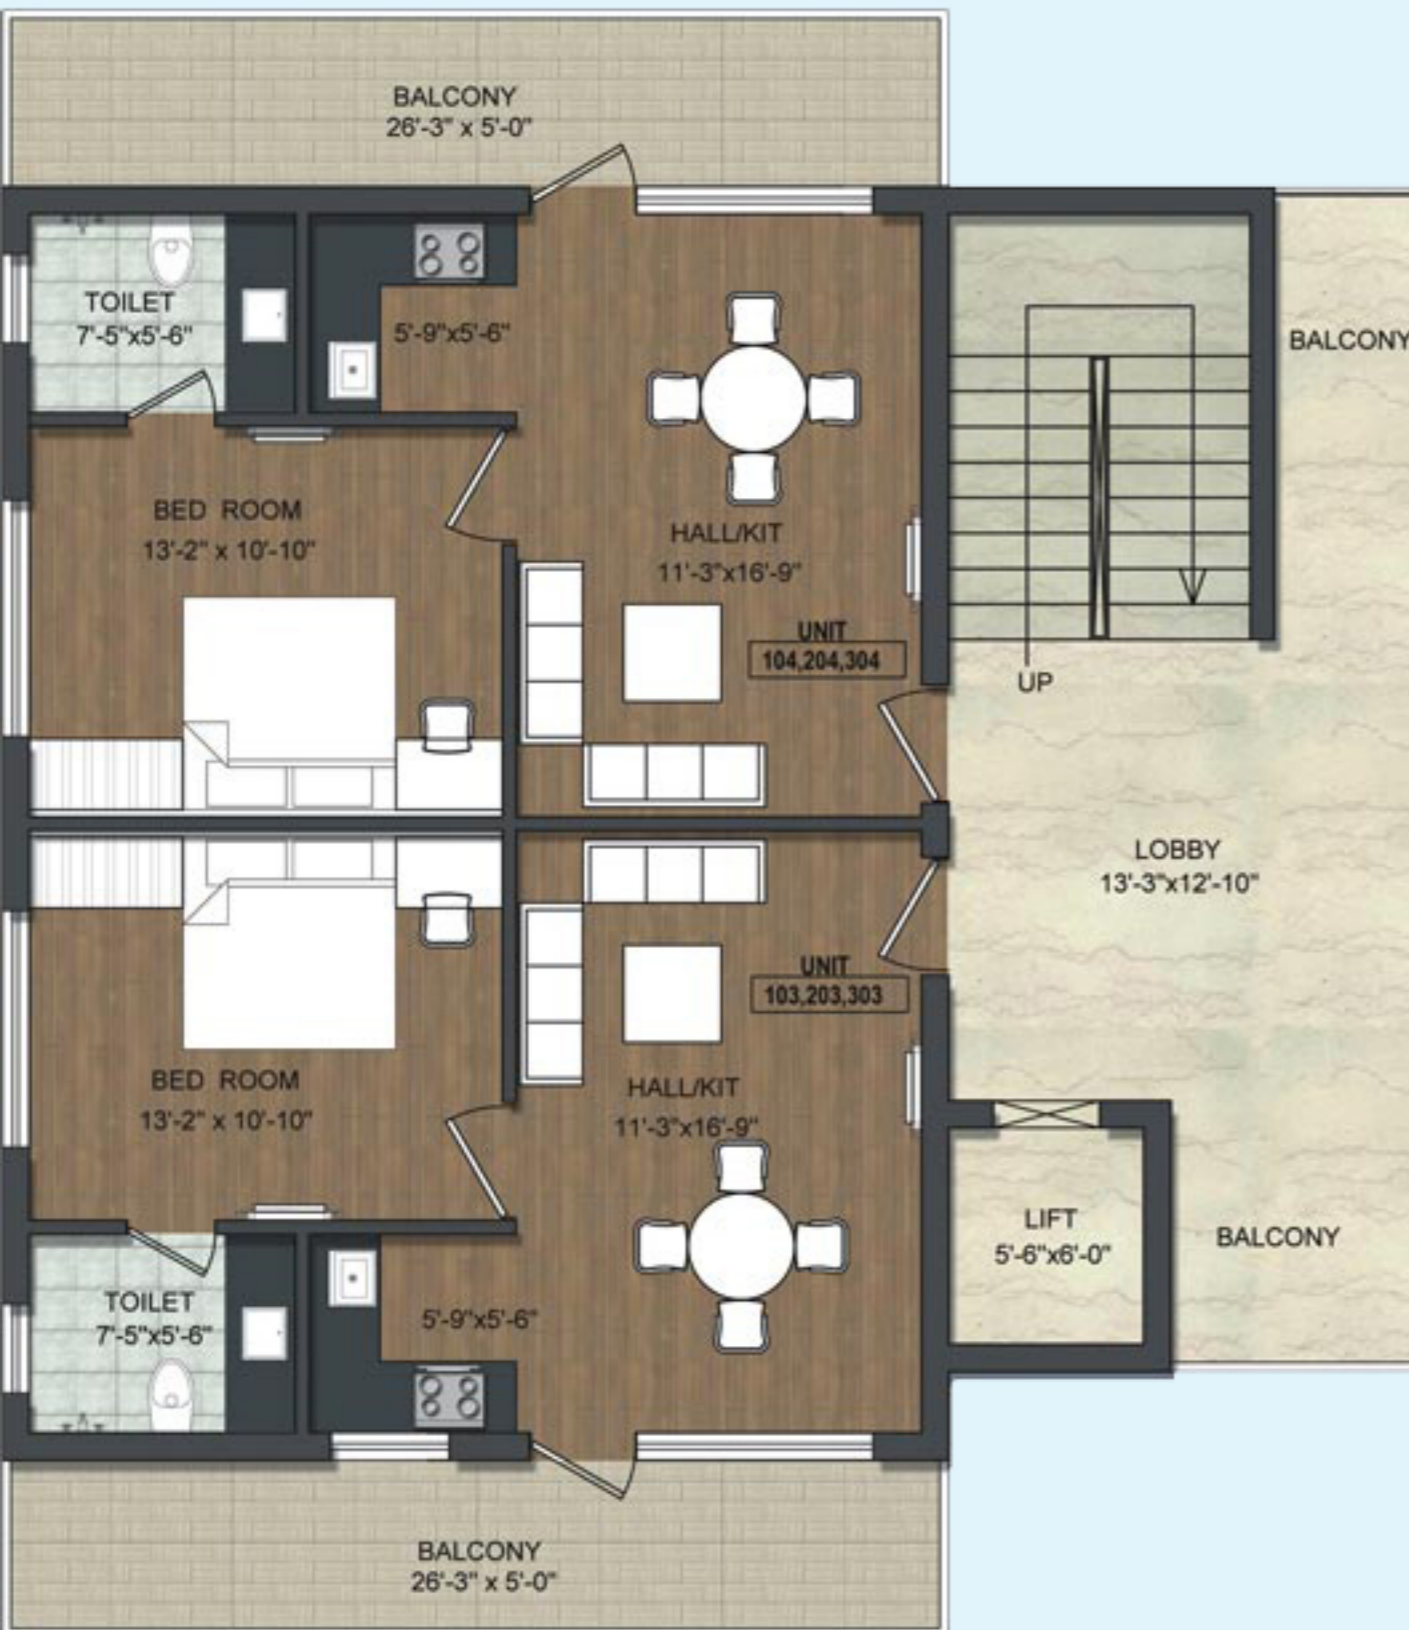 BALCONY
26'-3" x 5'-0"
TOILET
7'-5"x5'-6"
5'-9"x5'-6"
BALCONY
BED ROOM
13'-2" x 10'-10"
HALL/KIT
11'-3"x16'-9"
UNIT
104,204,304
UP
LOBBY
13'-3"x12'-10"
UNIT
103,203,303
BED ROOM
13'-2" x 10'-10"
HALL/KIT
11'-3"x16'-9"
LIFT
5'-6"x6'-0"
BALCONY
TOILET
7'-5"x5'-6"
5'-9"x5'-6"
BALCONY
26'-3" x 5'-0"